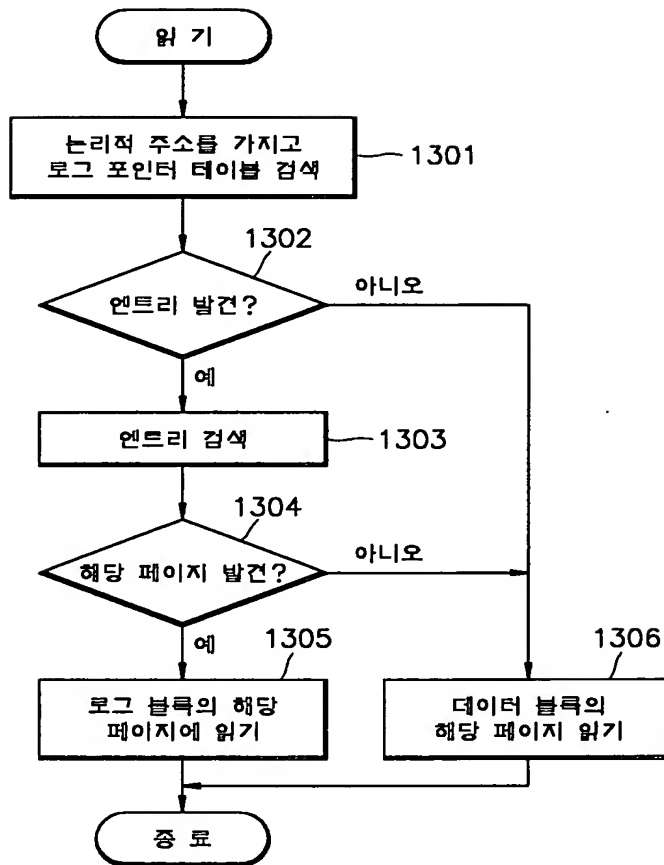 읽 기
논리적 주소를 가지고
로그 포인터 테이블 검색
1301
1302
엔트리 발견?
아니오
예
엔트리 검색
1303
1304
해당 페이지 발견?
아니오
예
1305
로그 블록의 해당
페이지에 읽기
1306
데이터 블록의
해당 페이지 읽기
종 료